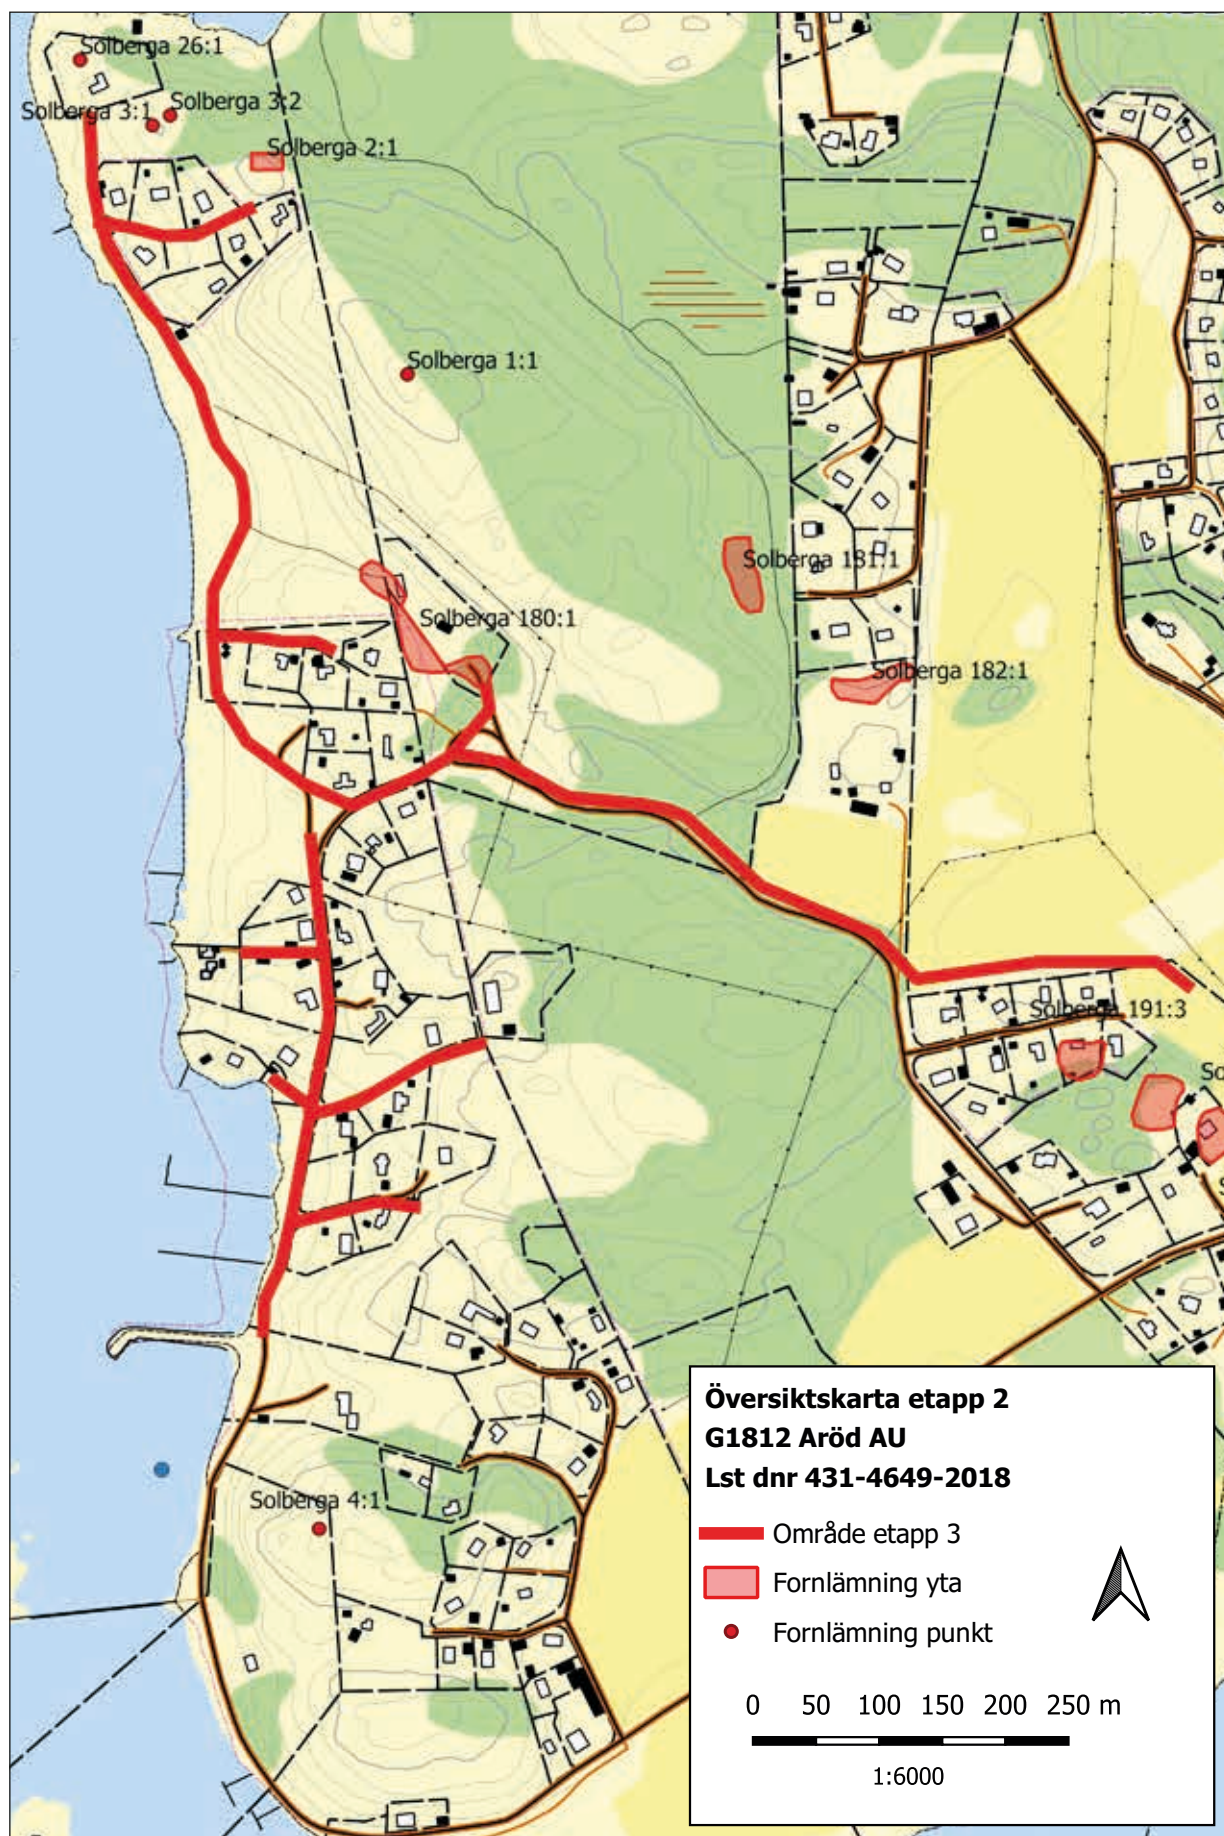 Solberga 26:1
Solberga 3:2
Solberga 3:1
Solberga 2:1
Solberga 1:1
Solberga 181:1
Solberga 180:1
Solberga 182:1
Solberga 191:3
So
Solberga 4:1
Översiktskarta etapp 2
G1812 Aröd AU
Lst dnr 431-4649-2018
Område etapp 3
Fornlämning yta
Fornlämning punkt
0 50 100 150 200 250 m
1:6000